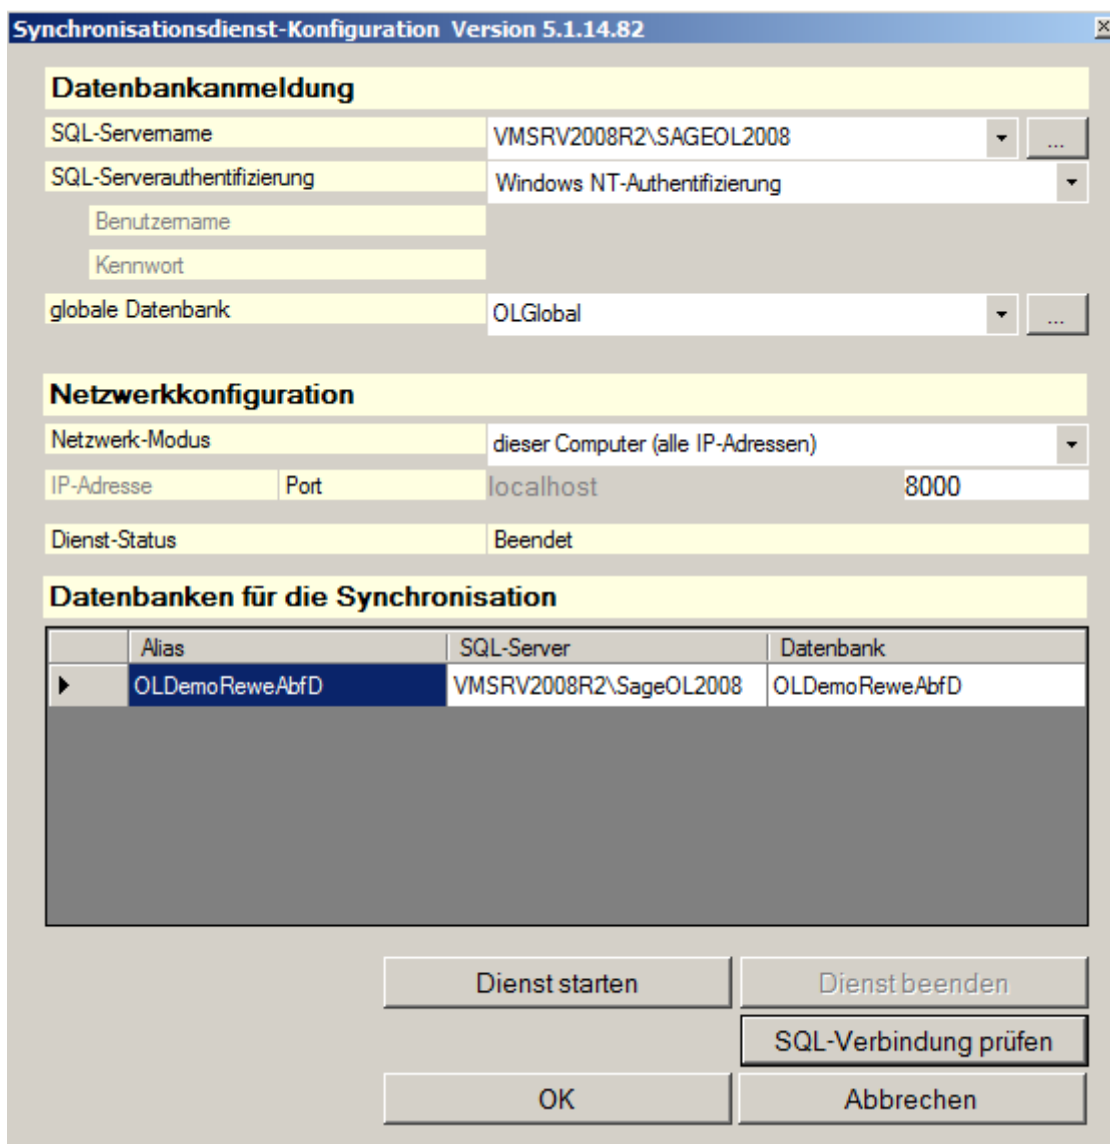 Synchronisationsdienst-Konfiguration Version 5.1.14.82
Datenbankanmeldung
SQL-Servername VMSRV2008R2\SAGEOL2008 ...
SQL-Serverauthentifizierung Windows NT-Authentifizierung
Benutzername
Kennwort
globale Datenbank OLGlobal ...
Netzwerkkonfiguration
Netzwerk-Modus dieser Computer (alle IP-Adressen)
IP-Adresse Port localhost 8000
Dienst-Status Beendet
Datenbanken für die Synchronisation
Alias SQL-Server Datenbank
OLDemoReweAbfD VMSRV2008R2\SageOL2008 OLDemoReweAbfD
Dienst starten Dienst beenden
SQL-Verbindung prüfen
OK Abbrechen